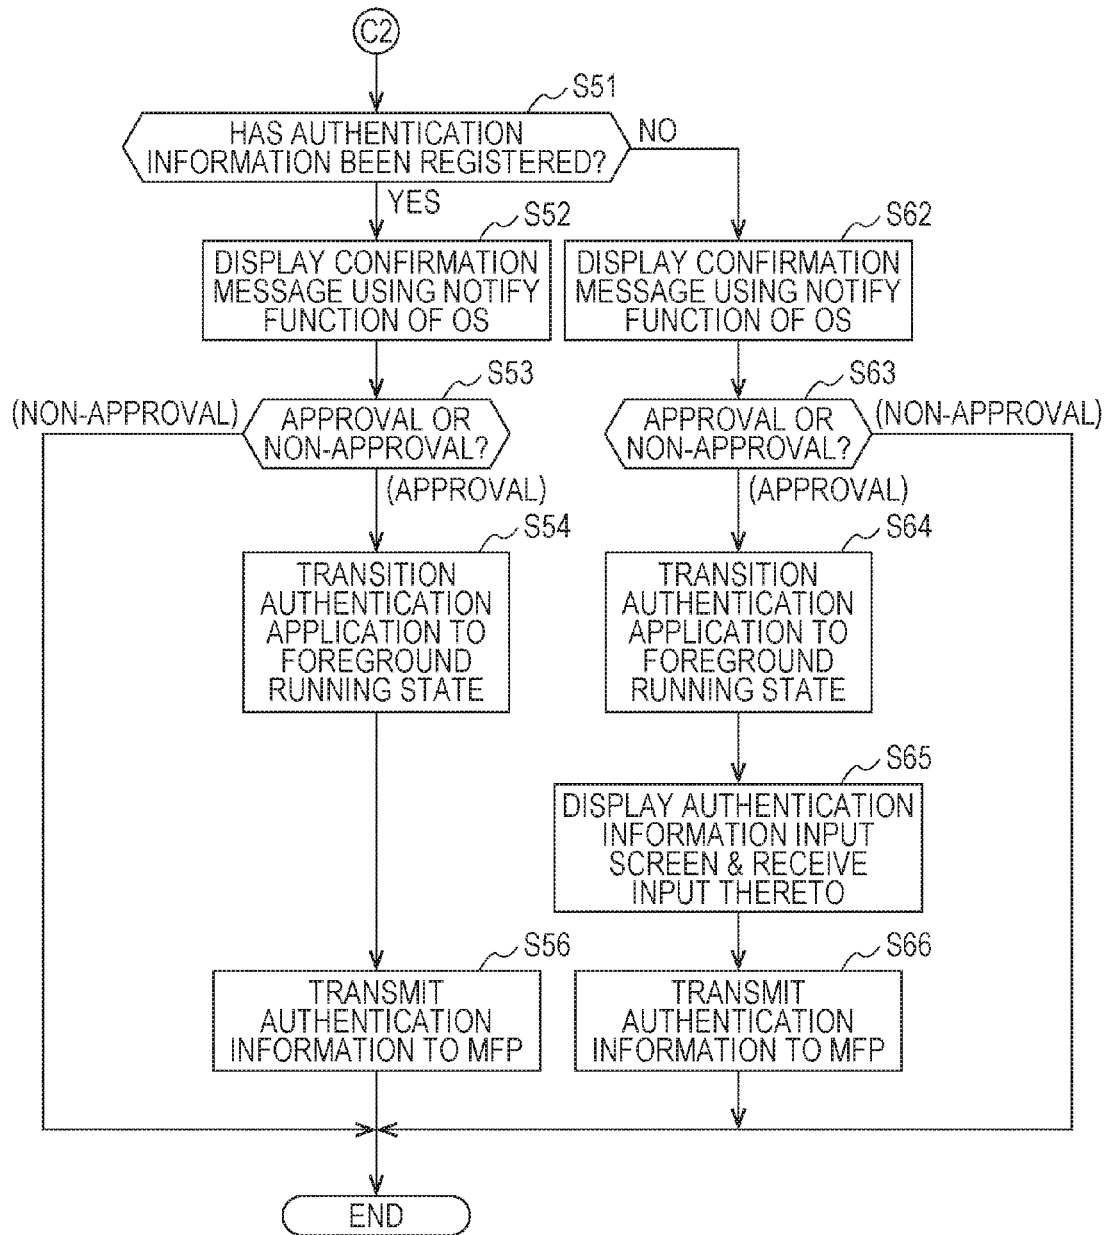 C2
S51
HAS AUTHENTICATION
INFORMATION BEEN REGISTERED?
NO
YES
S52
DISPLAY CONFIRMATION
MESSAGE USING NOTIFY
FUNCTION OF OS
S62
DISPLAY CONFIRMATION
MESSAGE USING NOTIFY
FUNCTION OF OS
S53
(NON-APPROVAL)
APPROVAL OR
NON-APPROVAL?
(APPROVAL)
S63
(NON-APPROVAL)
APPROVAL OR
NON-APPROVAL?
(APPROVAL)
S54
TRANSITION
AUTHENTICATION
APPLICATION TO
FOREGROUND
RUNNING STATE
S64
TRANSITION
AUTHENTICATION
APPLICATION TO
FOREGROUND
RUNNING STATE
S65
DISPLAY AUTHENTICATION
INFORMATION INPUT
SCREEN & RECEIVE
INPUT THERETO
S56
TRANSMIT
AUTHENTICATION
INFORMATION TO MFP
S66
TRANSMIT
AUTHENTICATION
INFORMATION TO MFP
END